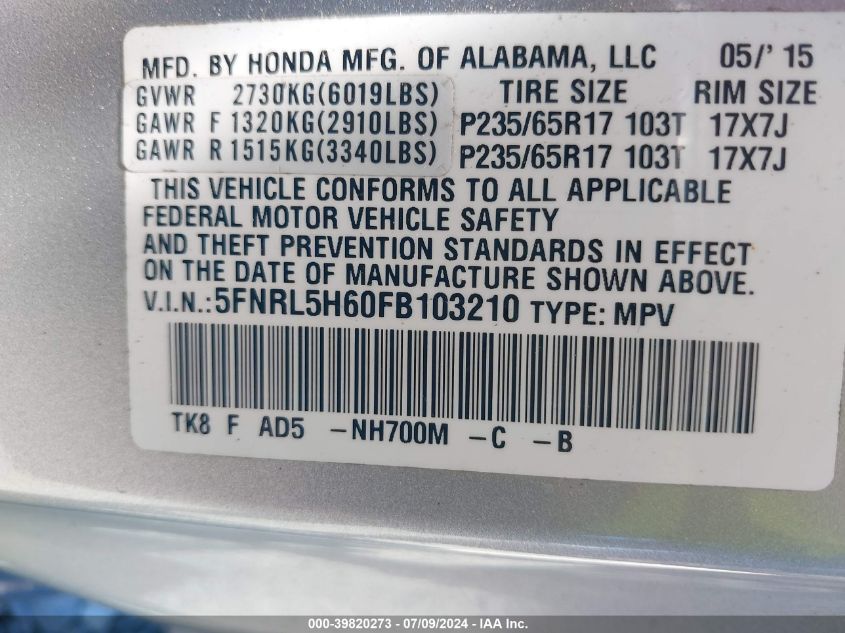 MFD. BY HONDA MFG. OF ALABAMA, LLC 05/' 15
GVWR 2730KG(6019LBS) TIRE SIZE RIM SIZE
GAWR F 1320KG(2910LBS) P235/65R17 103T 17X7J
GAWR R 1515KG(3340LBS) P235/65R17 103T 17X7J
THIS VEHICLE CONFORMS TO ALL APPLICABLE
FEDERAL MOTOR VEHICLE SAFETY
AND THEFT PREVENTION STANDARDS IN EFFECT
ON THE DATE OF MANUFACTURE SHOWN ABOVE.
V.I.N.:5FNRL5H60FB103210 TYPE: MPV
TK8 F AD5 -NH700M -C -B
000-39820273 - 07/09/2024 - IAA Inc.